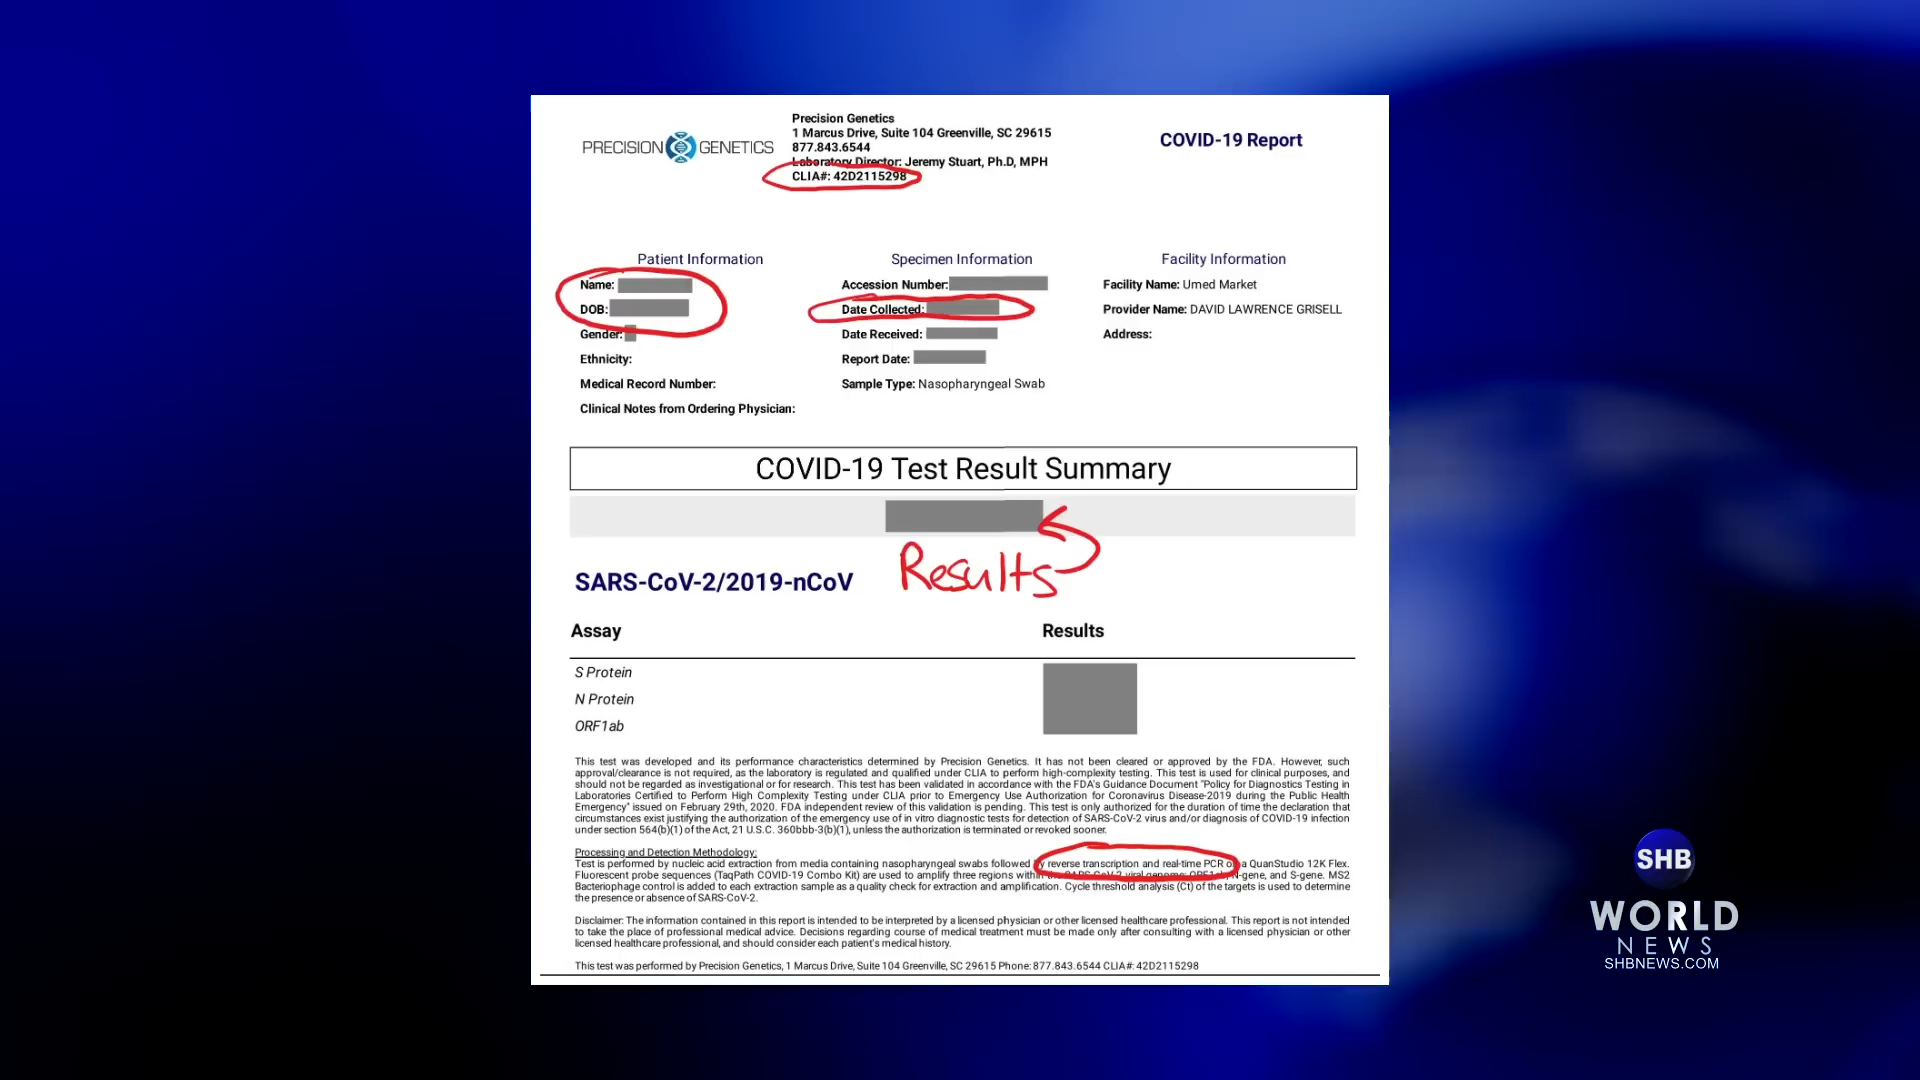 PRECISION GENETICS
Precision Genetics
1 Marcus Drive, Suite 104 Greenville, SC 29615
877.843.6544
Laboratory Director: Jeremy Stuart, Ph.D, MPH
CLIA#: 42D2115298
COVID-19 Report
Patient Information
Name:
DOB:
Gender:
Ethnicity:
Medical Record Number:
Clinical Notes from Ordering Physician:
Specimen Information
Accession Number:
Date Collected:
Date Received:
Report Date:
Sample Type: Nasopharyngeal Swab
Facility Information
Facility Name: Umed Market
Provider Name: DAVID LAWRENCE GRISELL
Address:
COVID-19 Test Result Summary
Results
SARS-CoV-2/2019-nCoV
Assay Results
S Protein
N Protein
ORF1ab
This test was developed and its performance characteristics determined by Precision Genetics. It has not been cleared or approved by the FDA. However, such
approval/clearance is not required, as the laboratory is regulated and qualified under CLIA to perform high-complexity testing. This test is used for clinical purposes, and
should not be regarded as investigational or for research. This test has been validated in accordance with the FDA's Guidance Document "Policy for Diagnostics Testing in
Laboratories Certified to Perform High Complexity Testing under CLIA prior to Emergency Use Authorization for Coronavirus Disease-2019 during the Public Health
Emergency" issued on February 29th, 2020. FDA independent review of this validation is pending. This test is only authorized for the duration of time the declaration that
circumstances exist justifying the authorization of the emergency use of in vitro diagnostic tests for detection of SARS-CoV-2 virus and/or diagnosis of COVID-19 infection
under section 564(b)(1) of the Act, 21 U.S.C. 360bbb-3(b)(1), unless the authorization is terminated or revoked sooner.
Processing and Detection Methodology:
Test is performed by nucleic acid extraction from media containing nasopharyngeal swabs followed by reverse transcription and real-time PCR on a QuanStudio 12K Flex.
Fluorescent probe sequences (TaqPath COVID-19 Combo Kit) are used to amplify three regions within the SARS-CoV-2 viral genome: ORF1ab, N-gene, and S-gene. MS2
Bacteriophage control is added to each extraction sample as a quality check for extraction and amplification. Cycle threshold analysis (Ct) of the targets is used to determine
the presence or absence of SARS-CoV-2.
Disclaimer: The information contained in this report is intended to be interpreted by a licensed physician or other licensed healthcare professional. This report is not intended
to take the place of professional medical advice. Decisions regarding course of medical treatment must be made only after consulting with a licensed physician or other
licensed healthcare professional, and should consider each patient's medical history.
This test was performed by Precision Genetics, 1 Marcus Drive, Suite 104 Greenville, SC 29615 Phone: 877.843.6544 CLIA#: 42D2115298
SHB
WORLD
NEWS
SHBNEWS.COM